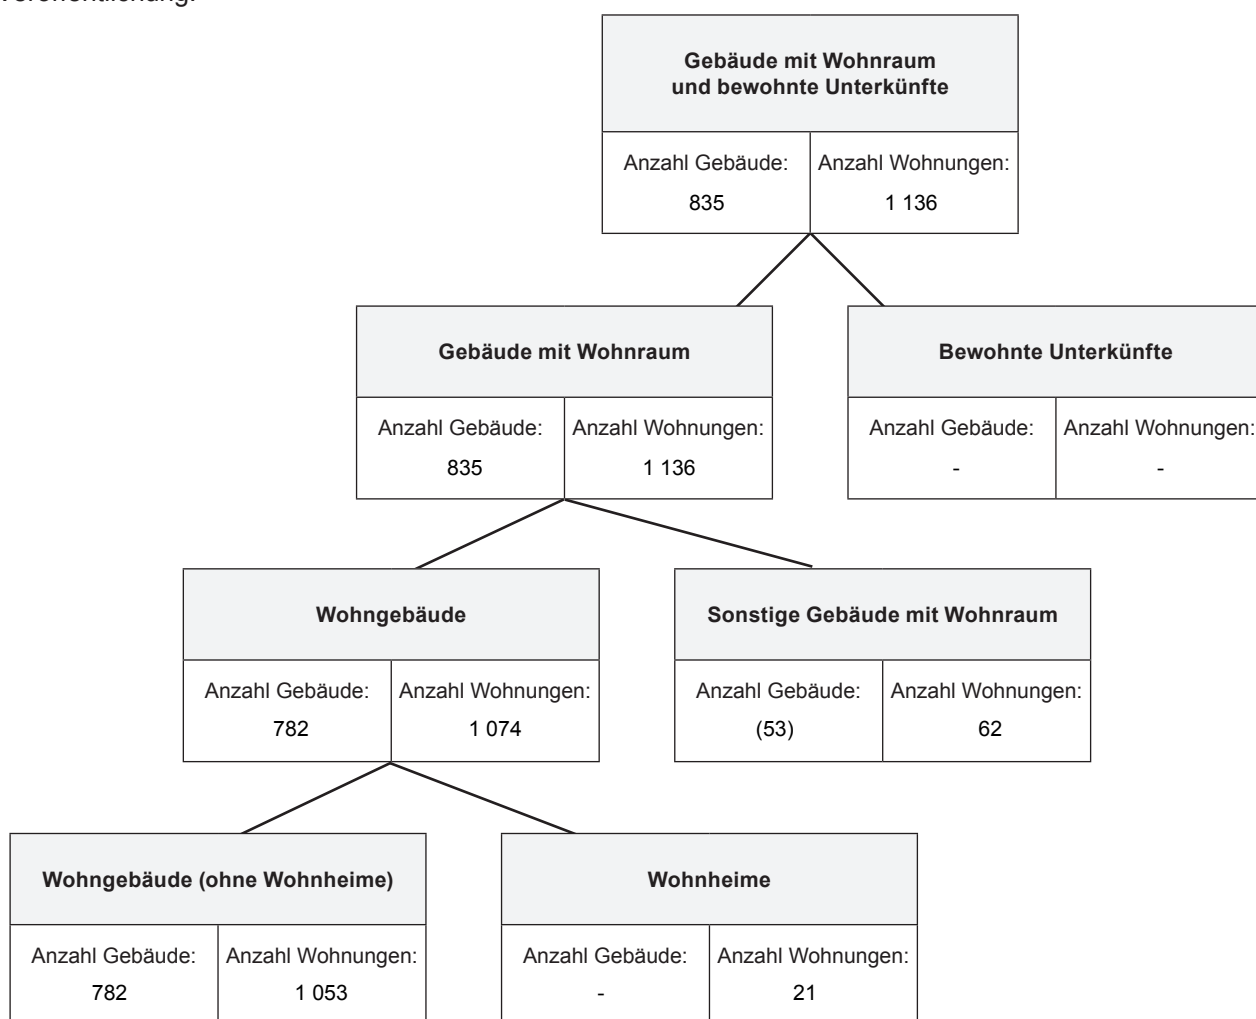 Veröffentlichung.
Gebäude mit Wohnraum
und bewohnte Unterkünfte
Anzahl Gebäude: Anzahl Wohnungen:
835 1 136
Gebäude mit Wohnraum
Anzahl Gebäude: Anzahl Wohnungen:
835 1 136
Bewohnte Unterkünfte
Anzahl Gebäude: Anzahl Wohnungen:
- -
Wohngebäude
Anzahl Gebäude: Anzahl Wohnungen:
782 1 074
Sonstige Gebäude mit Wohnraum
Anzahl Gebäude: Anzahl Wohnungen:
(53) 62
Wohngebäude (ohne Wohnheime)
Anzahl Gebäude: Anzahl Wohnungen:
782 1 053
Wohnheime
Anzahl Gebäude: Anzahl Wohnungen:
- 21